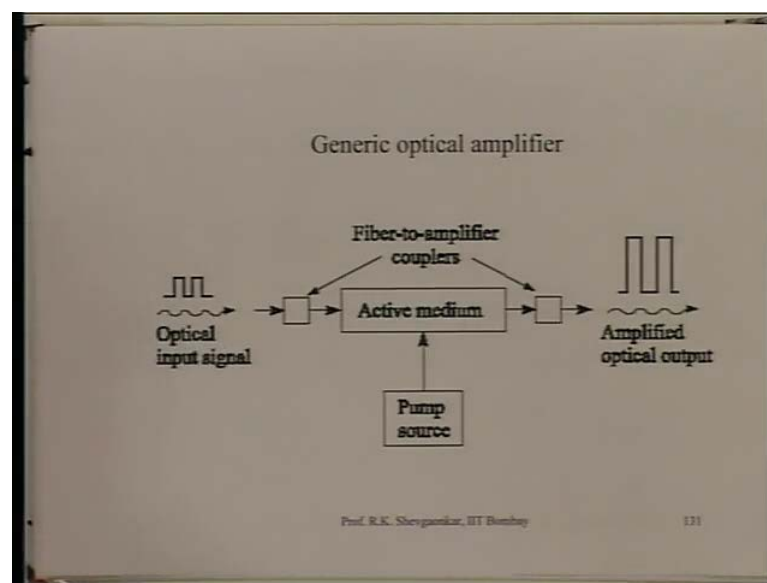 Generic optical amplifier
Fiber-to-amplifier
couplers
Active medium
Optical
input signal
Amplified
optical output
Pump
source
Prof. R.K. Shevgaonkar, IIT Bombay
131